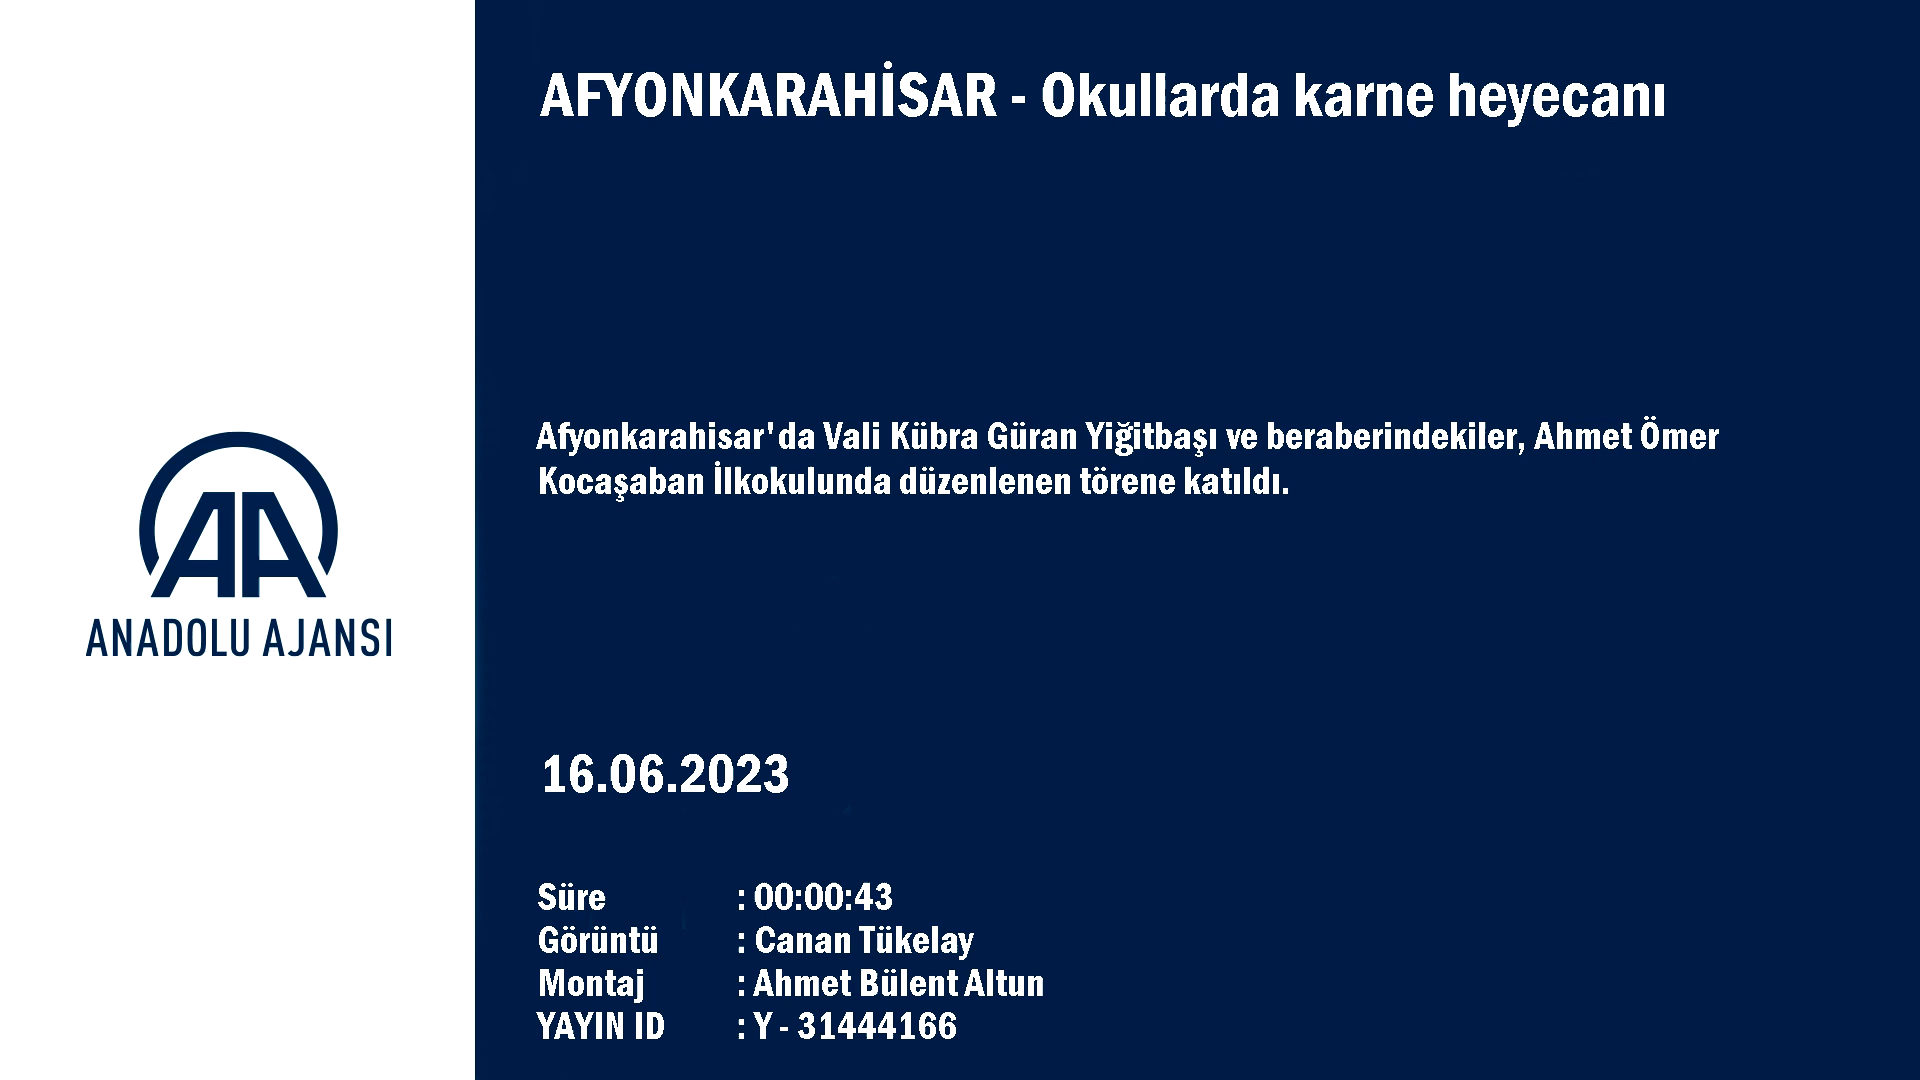 AFYONKARAHİSAR - Okullarda karne heyecanı
Afyonkarahisar'da Vali Kübra Güran Yiğitbaşı ve beraberindekiler, Ahmet Ömer
Kocaşaban İlkokulunda düzenlenen törene katıldı.
AA
ANADOLU AJANSI
16.06.2023
Süre : 00:00:43
Görüntü : Canan Tükelay
Montaj : Ahmet Bülent Altun
YAYIN ID : Y - 31444166